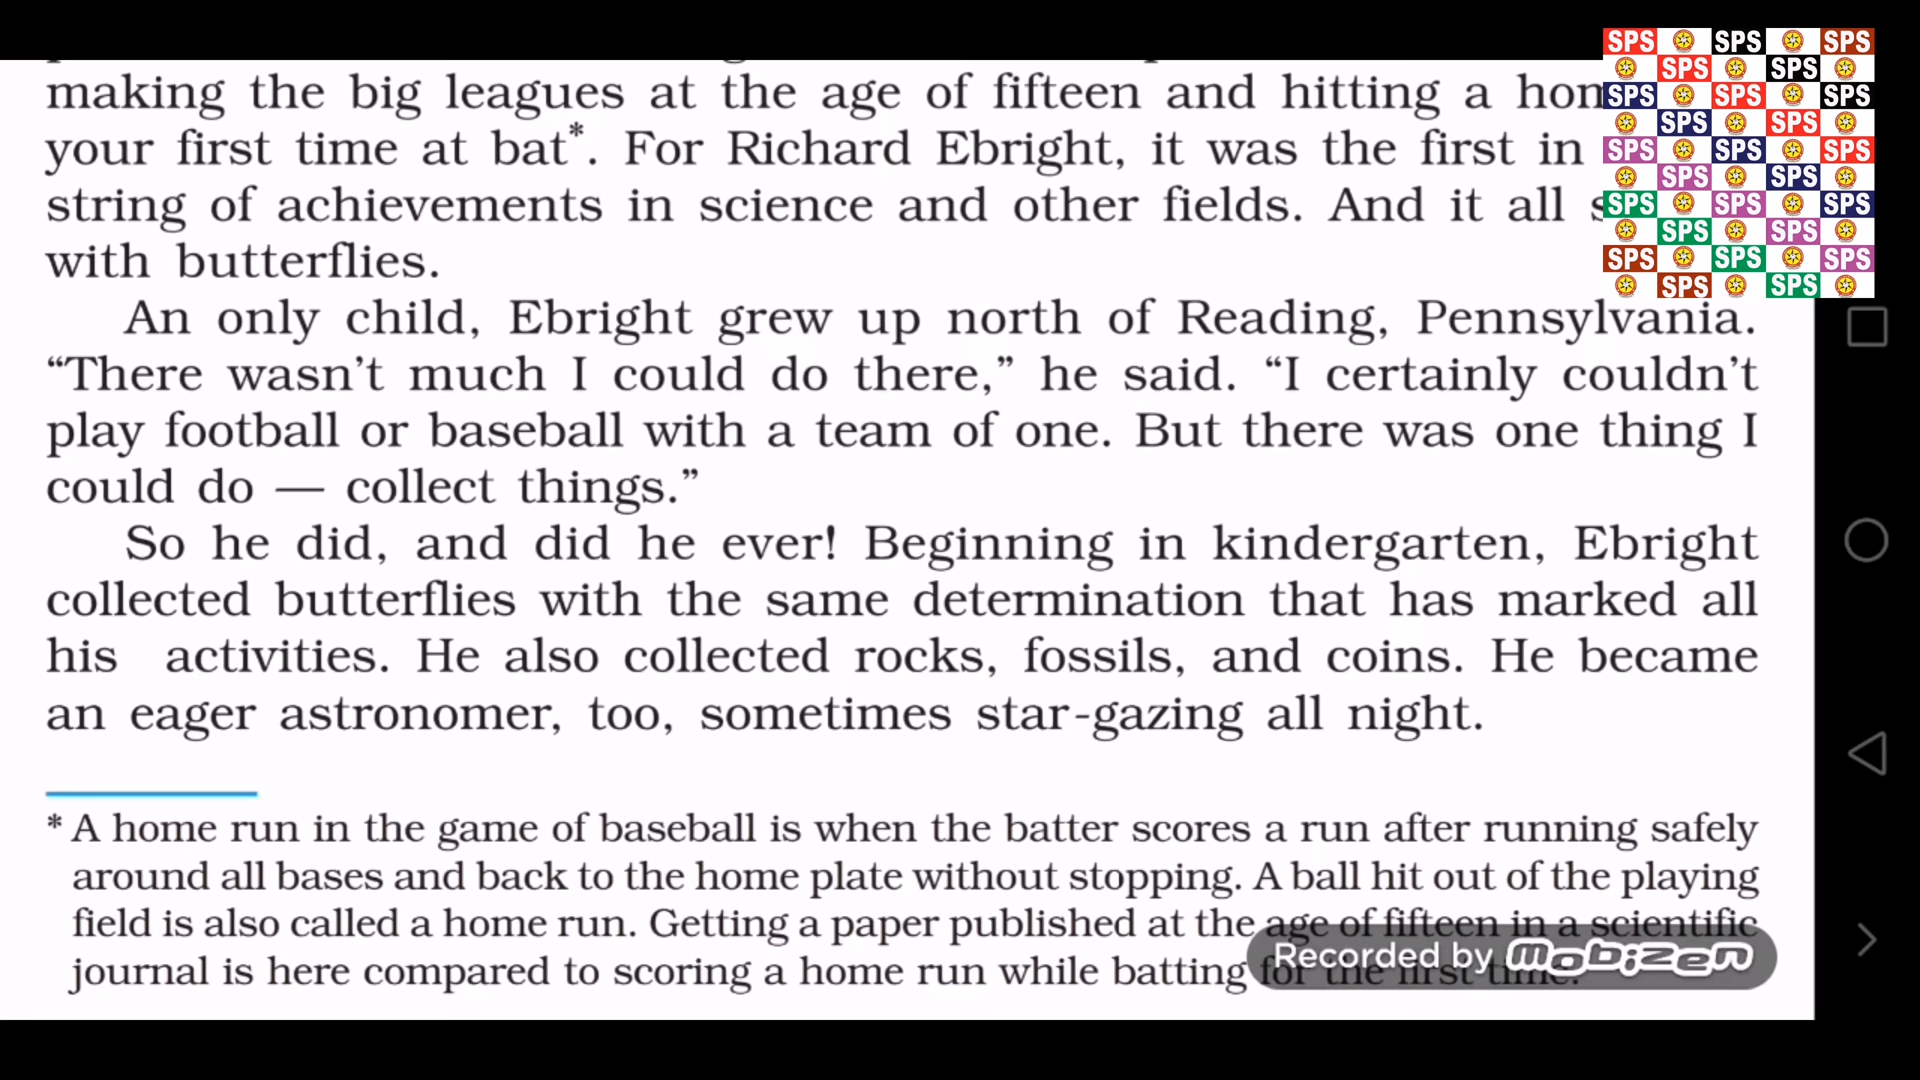 making the big leagues at the age of fifteen and hitting a
your first time at bat*. For Richard Ebright, it was the first in
string of achievements in science and other fields. And it all
with butterflies.
An only child, Ebright grew up north of Reading, Pennsylvania.
“There wasn’t much I could do there,” he said. “I certainly couldn’t
play football or baseball with a team of one. But there was one thing I
could do — collect things.”
So he did, and did he ever! Beginning in kindergarten, Ebright
collected butterflies with the same determination that has marked all
his activities. He also collected rocks, fossils, and coins. He became
an eager astronomer, too, sometimes star-gazing all night.
* A home run in the game of baseball is when the batter scores a run after running safely
around all bases and back to the home plate without stopping. A ball hit out of the playing
field is also called a home run. Getting a paper published at the age of fifteen in a scientific
journal is here compared to scoring a home run while batting for the first time.
Recorded by mobizen
SPS SPS SPS
SPS SPS
SPS SPS SPS
SPS SPS
SPS SPS SPS
SPS SPS
SPS SPS SPS
SPS SPS
SPS SPS SPS
SPS SPS